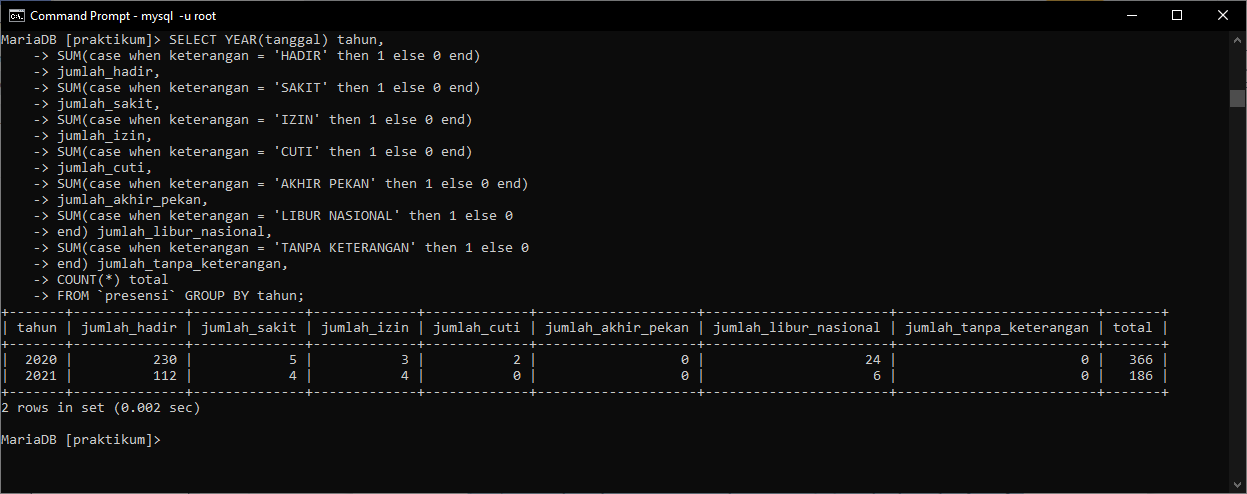 Command Prompt - mysql  -u root
MariaDB [praktikum]> SELECT YEAR(tanggal) tahun,
    -> SUM(case when keterangan = 'HADIR' then 1 else 0 end)
    -> jumlah_hadir,
    -> SUM(case when keterangan = 'SAKIT' then 1 else 0 end)
    -> jumlah_sakit,
    -> SUM(case when keterangan = 'IZIN' then 1 else 0 end)
    -> jumlah_izin,
    -> SUM(case when keterangan = 'CUTI' then 1 else 0 end)
    -> jumlah_cuti,
    -> SUM(case when keterangan = 'AKHIR PEKAN' then 1 else 0 end)
    -> jumlah_akhir_pekan,
    -> SUM(case when keterangan = 'LIBUR NASIONAL' then 1 else 0
    -> end) jumlah_libur_nasional,
    -> SUM(case when keterangan = 'TANPA KETERANGAN' then 1 else 0
    -> end) jumlah_tanpa_keterangan,
    -> COUNT(*) total
    -> FROM `presensi` GROUP BY tahun;
+-------+--------------+--------------+-------------+-------------+--------------------+-----------------------+-------------------------+-------+
| tahun | jumlah_hadir | jumlah_sakit | jumlah_izin | jumlah_cuti | jumlah_akhir_pekan | jumlah_libur_nasional | jumlah_tanpa_keterangan | total |
+-------+--------------+--------------+-------------+-------------+--------------------+-----------------------+-------------------------+-------+
|  2020 |          230 |            5 |           3 |           2 |                  0 |                    24 |                       0 |   366 |
|  2021 |          112 |            4 |           4 |           0 |                  0 |                     6 |                       0 |   186 |
+-------+--------------+--------------+-------------+-------------+--------------------+-----------------------+-------------------------+-------+
2 rows in set (0.002 sec)
MariaDB [praktikum]>